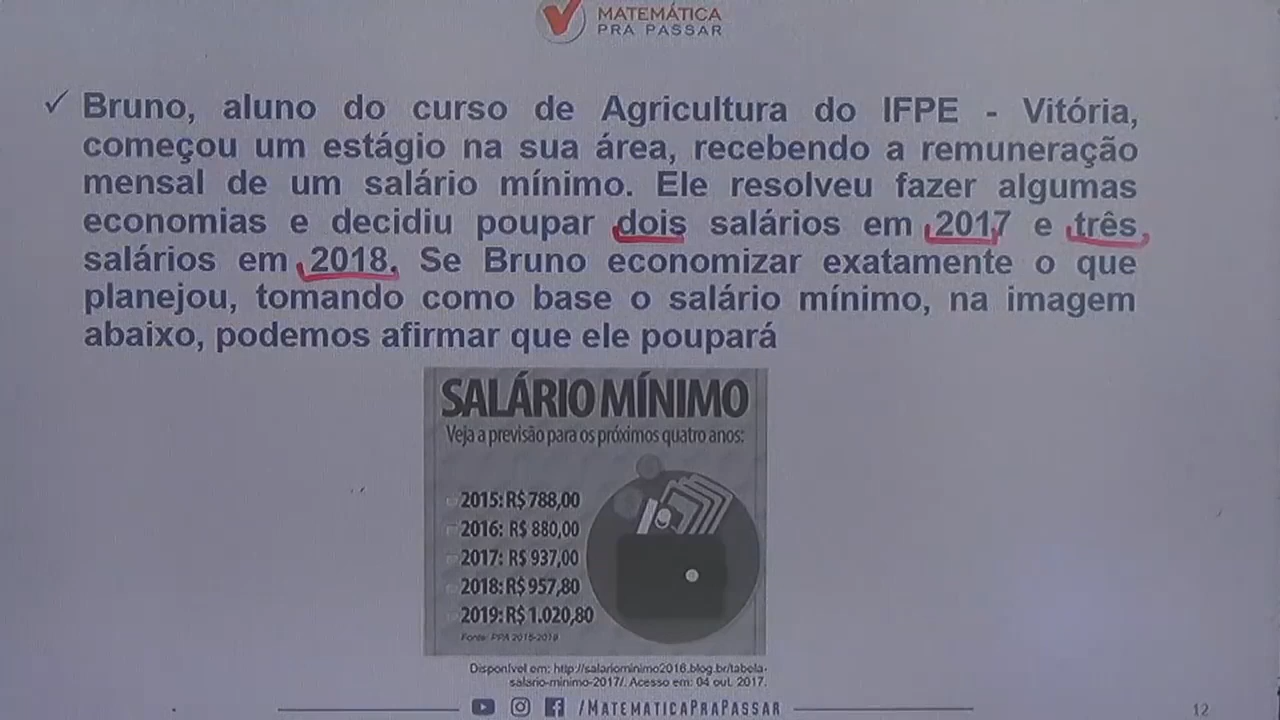 MATEMÁTICA
PRA PASSAR
✓ Bruno, aluno do curso de Agricultura do IFPE - Vitória,
começou um estágio na sua área, recebendo a remuneração
mensal de um salário mínimo. Ele resolveu fazer algumas
economias e decidiu poupar dois salários em 2017 e três
salários em 2018. Se Bruno economizar exatamente o que
planejou, tomando como base o salário mínimo, na imagem
abaixo, podemos afirmar que ele poupará
SALÁRIO MÍNIMO
Veja a previsão para os próximos quatro anos:
2015: R$ 788,00
2016: R$ 880,00
2017: R$ 937,00
2018: R$ 957,80
2019: R$ 1.020,80
Fonte: PPA 2016-2019
Disponível em: http://salariominimo2016.blog.br/tabela-
salario-minimo-2017/. Acesso em: 04 out. 2017.
/MATEMATICAPRAPASSAR
12